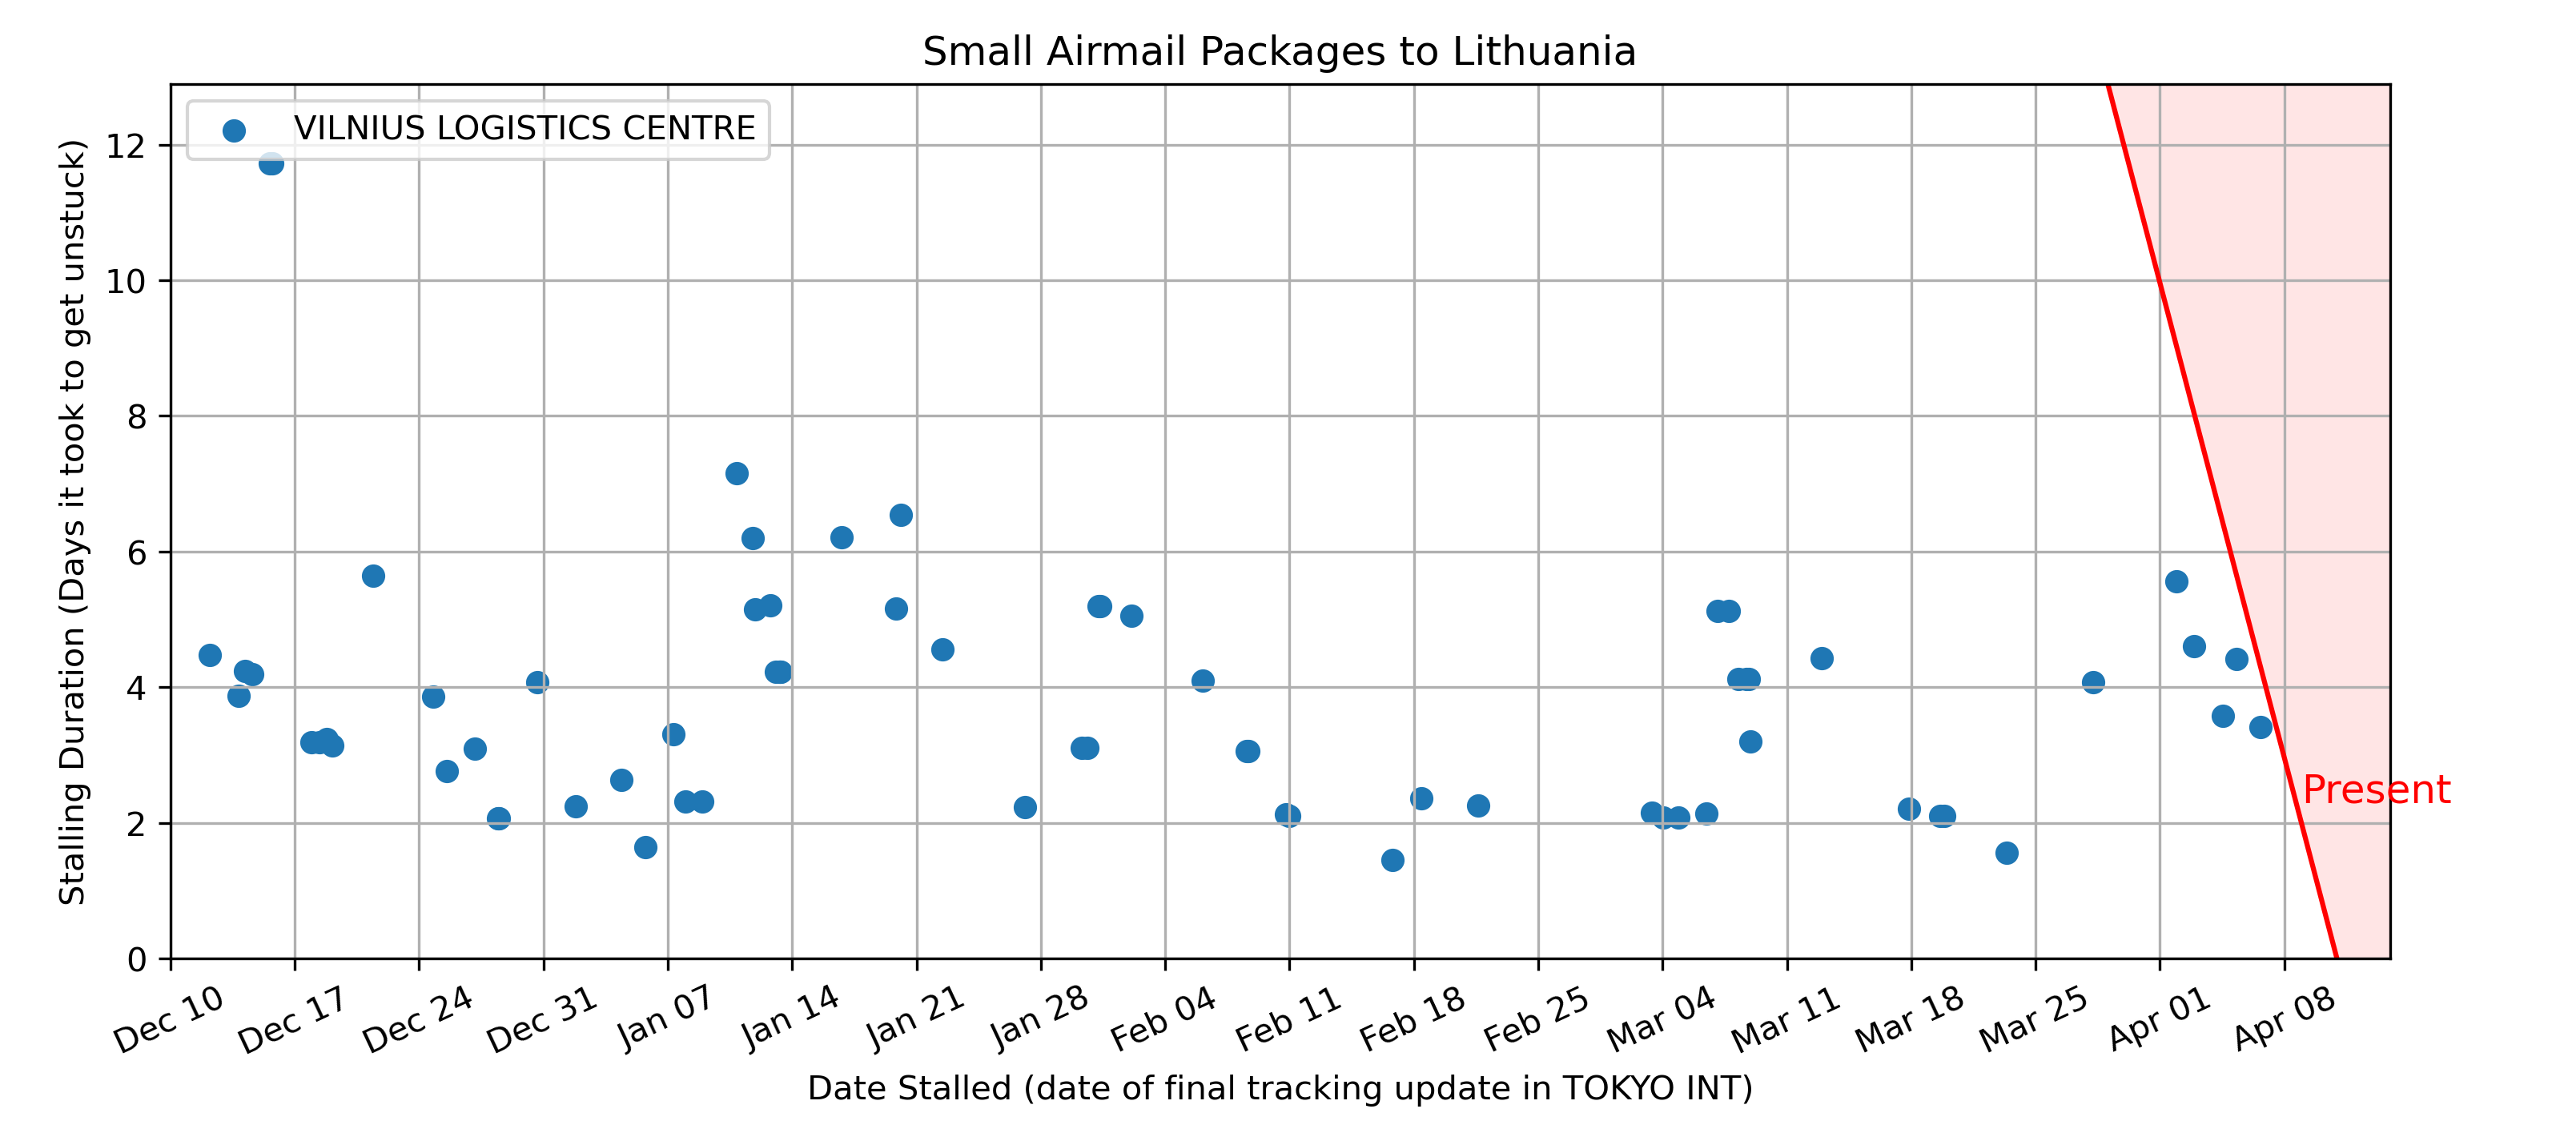 Small Airmail Packages to Lithuania
VILNIUS LOGISTICS CENTRE
Stalling Duration (Days it took to get unstuck)
12
10
8
6
4
2
0
Present
Dec 10
Dec 17
Dec 24
Dec 31
Jan 07
Jan 14
Jan 21
Jan 28
Feb 04
Feb 11
Feb 18
Feb 25
Mar 04
Mar 11
Mar 18
Mar 25
Apr 01
Apr 08
Date Stalled (date of final tracking update in TOKYO INT)